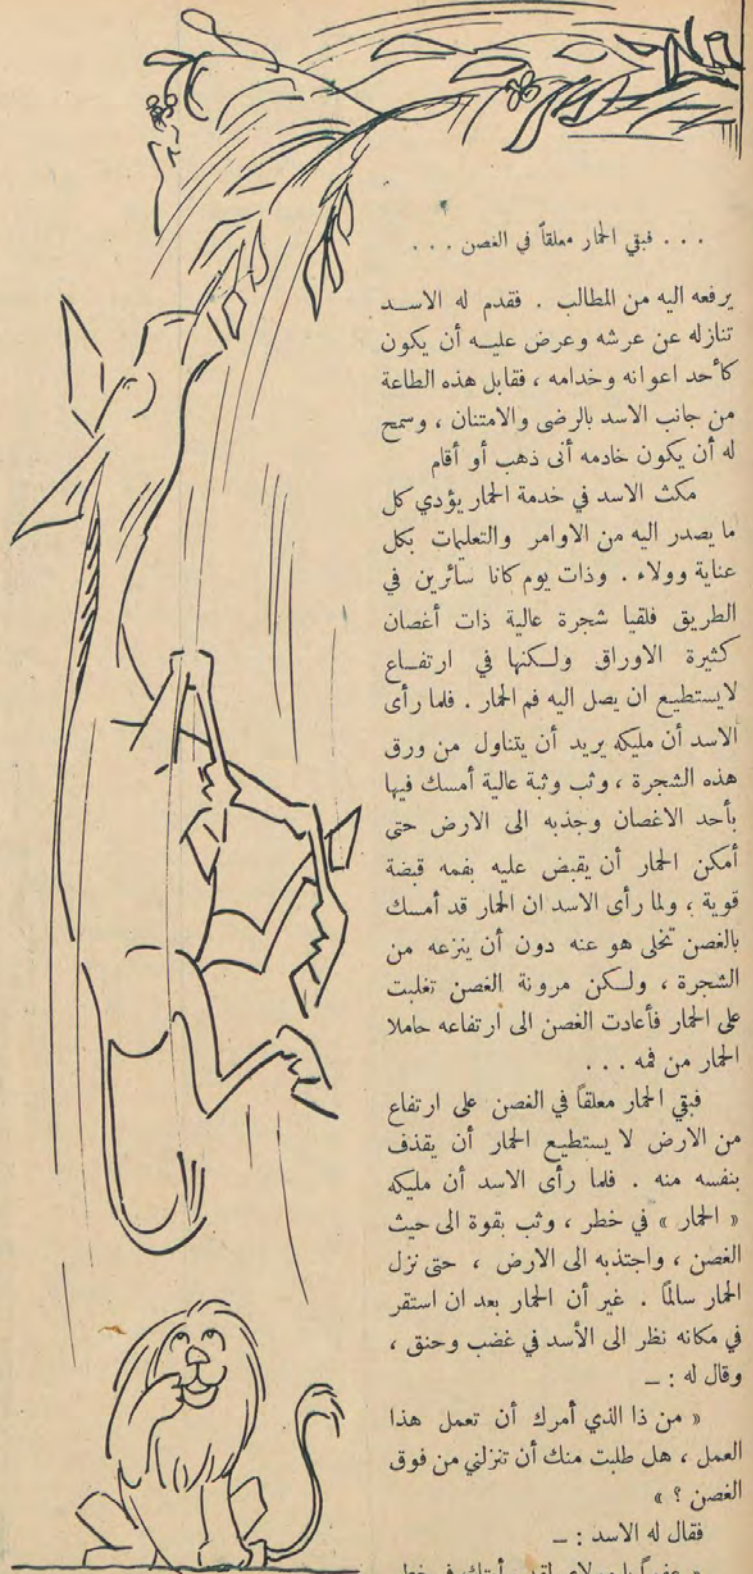 . . . فبقي الحمار معلقاً في الغصن . . .
يرفعه اليه من المطالب . فقدم له الاسد
تنازله عن عرشه وعرض عليه أن يكون
كأحد اعوانه وخدامه ، فقابل هذه الطاعة
من جانب الاسد بالرضى والامتنان ، وسمح
له أن يكون خادمه أنى ذهب أو أقام
مكث الاسد في خدمة الحمار يؤدي كل
ما يصدر اليه من الاوامر والتعليمات بكل
عناية وولاء . وذات يوم كانا سائرين في
الطريق فلقيا شجرة عالية ذات أغصان
كثيرة الاوراق ولكنها في ارتفاع
لايستطيع ان يصل اليه فم الحمار . فلما رأى
الاسد أن مليكه يريد أن يتناول من ورق
هذه الشجرة ، وثب وثبة عالية أمسك فيها
بأحد الاغصان وجذبه الى الارض حتى
أمكن الحمار أن يقبض عليه بفمه قبضة
قوية ، ولما رأى الاسد ان الحمار قد أمسك
بالغصن تخلى هو عنه دون أن ينزعه من
الشجرة ، ولكن مرونة الغصن تغلبت
على الحمار فأعادت الغصن الى ارتفاعه حاملا
الحمار من فمه . . .
فبقي الحمار معلقاً في الغصن على ارتفاع
من الارض لا يستطيع الحمار أن يقذف
بنفسه منه . فلما رأى الاسد أن مليكه
« الحمار » في خطر ، وثب بقوة الى حيث
الغصن ، واجتذبه الى الارض ، حتى نزل
الحمار سالماً . غير أن الحمار بعد ان استقر
في مكانه نظر الى الأسد في غضب وحنق ،
وقال له : –
« من ذا الذي أمرك أن تعمل هذا
العمل ، هل طلبت منك أن تنزلني من فوق
الغصن ؟ »
فقال له الاسد : –